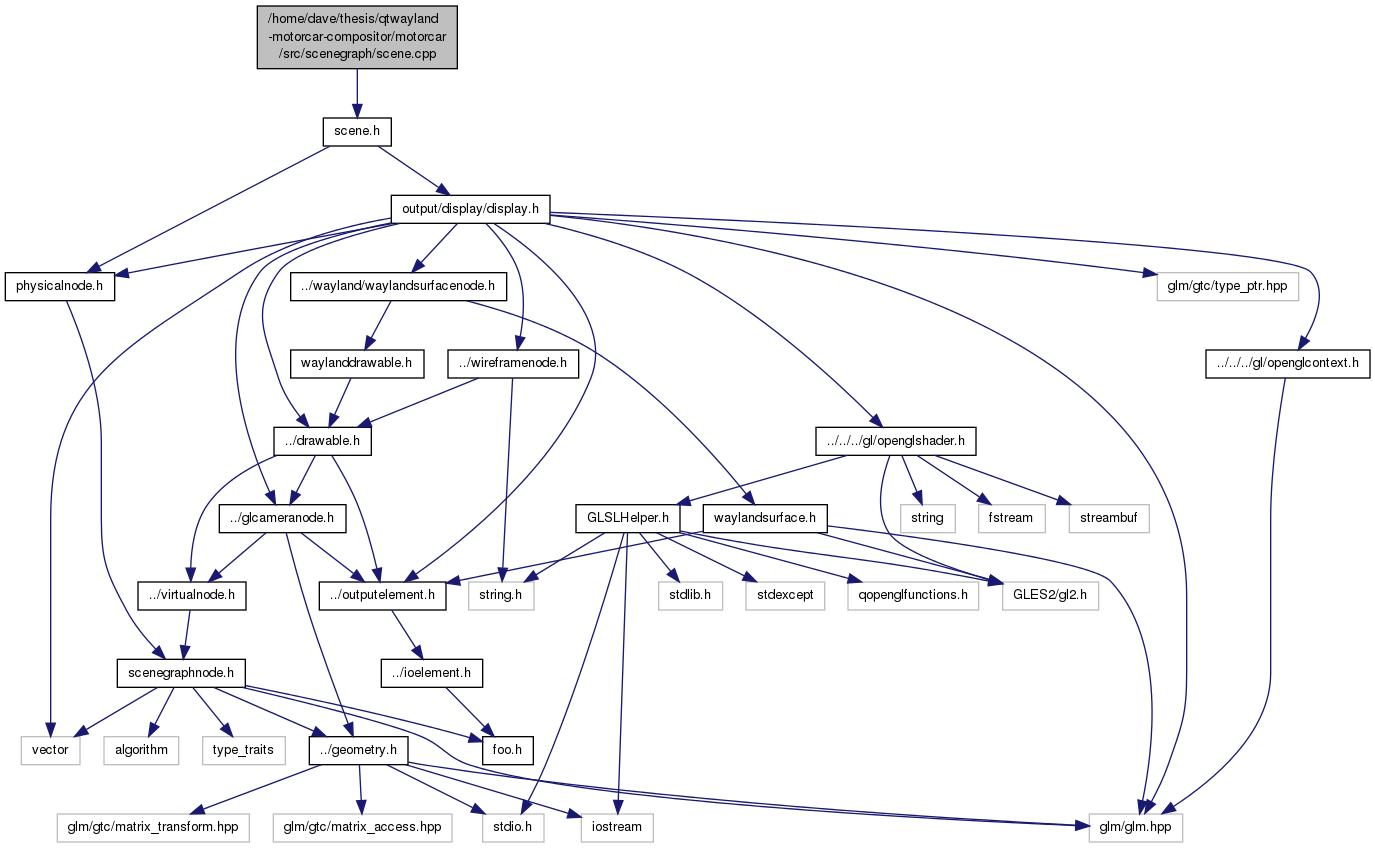 /home/dave/thesis/qtwayland
-motorcar-compositor/motorcar
/src/scenegraph/scene.cpp
scene.h
output/display/display.h
physicalnode.h
../wayland/waylandsurfacenode.h
glm/gtc/type_ptr.hpp
waylanddrawable.h
../wireframenode.h
../../../gl/openglcontext.h
../drawable.h
../../../gl/openglshader.h
../glcameranode.h
GLSLHelper.h
waylandsurface.h
string
fstream
streambuf
../virtualnode.h
../outputelement.h
string.h
stdlib.h
stdexcept
qopenglfunctions.h
GLES2/gl2.h
scenegraphnode.h
../ioelement.h
vector
algorithm
type_traits
../geometry.h
foo.h
glm/gtc/matrix_transform.hpp
glm/gtc/matrix_access.hpp
stdio.h
iostream
glm/glm.hpp